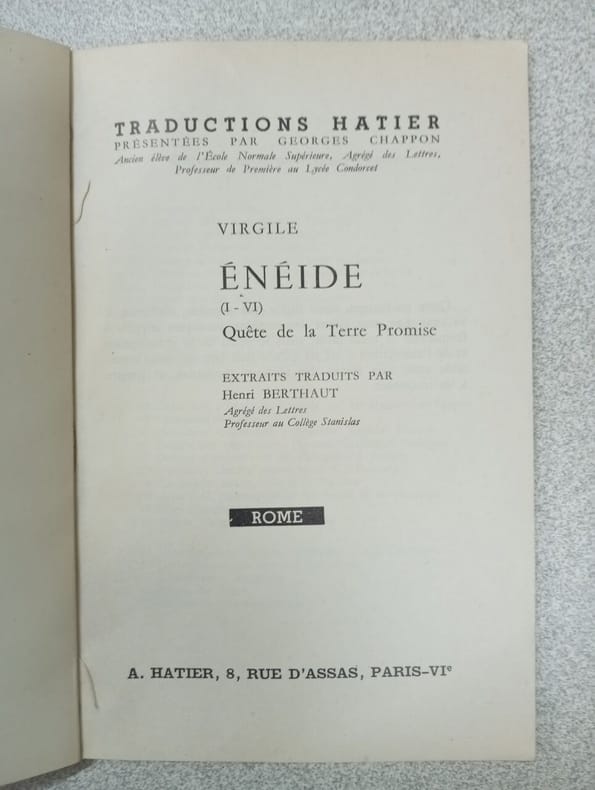 TRADUCTIONS HATIER
PRÉSENTÉES PAR GEORGES CHAPPON
Ancien élève de l'École Normale Supérieure, Agrégé des Lettres,
Professeur de Première au Lycée Condorcet
VIRGILE
ÉNÉIDE
(I - VI)
Quête de la Terre Promise
EXTRAITS TRADUITS PAR
Henri BERTHAUT
Agrégé des Lettres
Professeur au Collège Stanislas
ROME
A. HATIER, 8, RUE D'ASSAS, PARIS-VIe